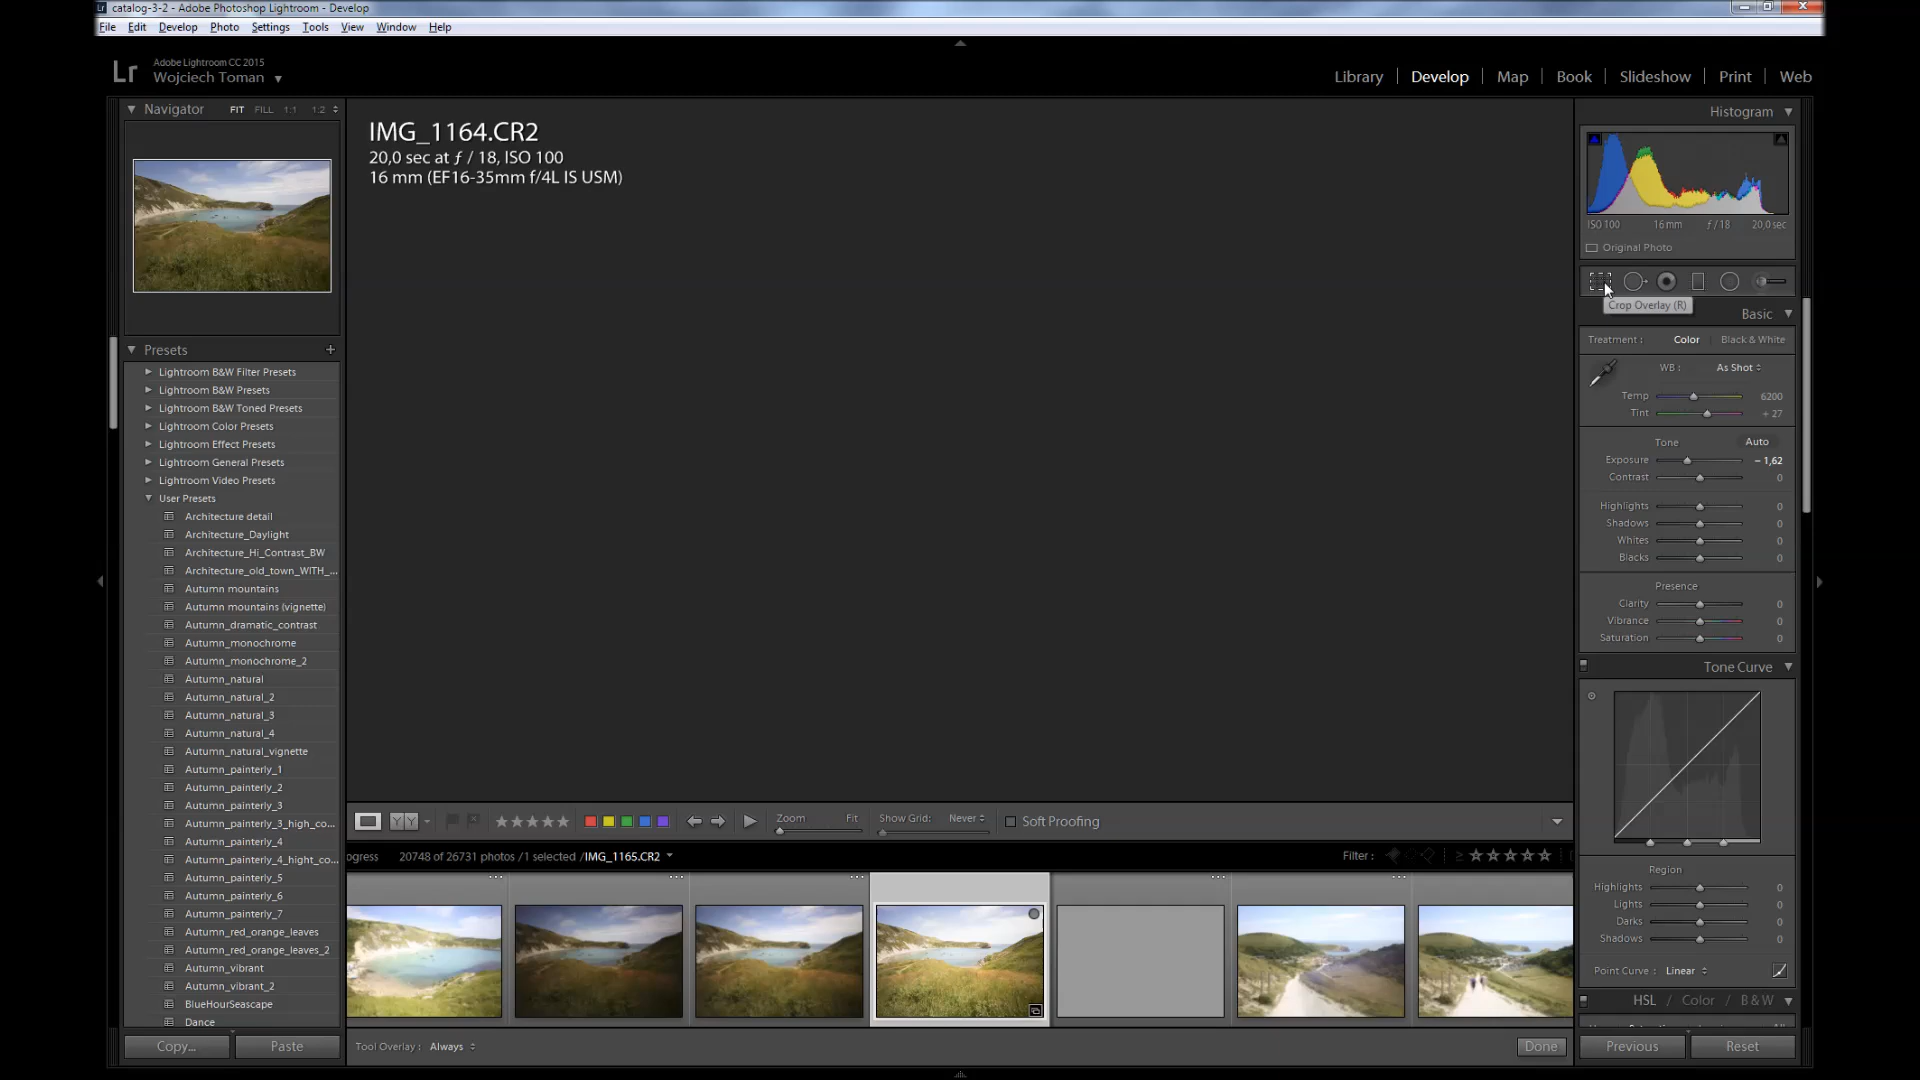 catalog-3-2 - Adobe Photoshop Lightroom - Develop
File Edit Develop Photo Settings Tools View Window Help
Lr
Adobe Lightroom CC 2015
Wojciech Toman
Library Develop Map Book Slideshow Print Web
Navigator FIT FILL 1:1 1:2
Presets +
Lightroom B&W Filter Presets
Lightroom B&W Presets
Lightroom B&W Toned Presets
Lightroom Color Presets
Lightroom Effect Presets
Lightroom General Presets
Lightroom Video Presets
User Presets
Architecture detail
Architecture_Daylight
Architecture_Hi_Contrast_BW
Architecture_old_town_WITH_...
Autumn mountains
Autumn mountains (vignette)
Autumn_dramatic_contrast
Autumn_monochrome
Autumn_monochrome_2
Autumn_natural
Autumn_natural_2
Autumn_natural_3
Autumn_natural_4
Autumn_natural_vignette
Autumn_painterly_1
Autumn_painterly_2
Autumn_painterly_3
Autumn_painterly_3_high_co...
Autumn_painterly_4
Autumn_painterly_4_hight_co...
Autumn_painterly_5
Autumn_painterly_6
Autumn_painterly_7
Autumn_red_orange_leaves
Autumn_red_orange_leaves_2
Autumn_vibrant
Autumn_vibrant_2
BlueHourSeascape
Dance
Copy... Paste
IMG_1164.CR2
20,0 sec at ƒ / 18, ISO 100
16 mm (EF16-35mm f/4L IS USM)
YY Zoom Fit Show Grid: Never Soft Proofing
ogress 20748 of 26731 photos /1 selected /IMG_1165.CR2 Filter :
Tool Overlay : Always Done
Histogram
ISO 100 16 mm ƒ / 18 20,0 sec
Original Photo
Crop Overlay (R)
Basic
Treatment : Color Black & White
WB : As Shot
Temp 6200
Tint + 27
Tone Auto
Exposure − 1,62
Contrast 0
Highlights 0
Shadows 0
Whites 0
Blacks 0
Presence
Clarity 0
Vibrance 0
Saturation 0
Tone Curve
Region
Highlights 0
Lights 0
Darks 0
Shadows 0
Point Curve : Linear
HSL / Color / B & W
Previous Reset